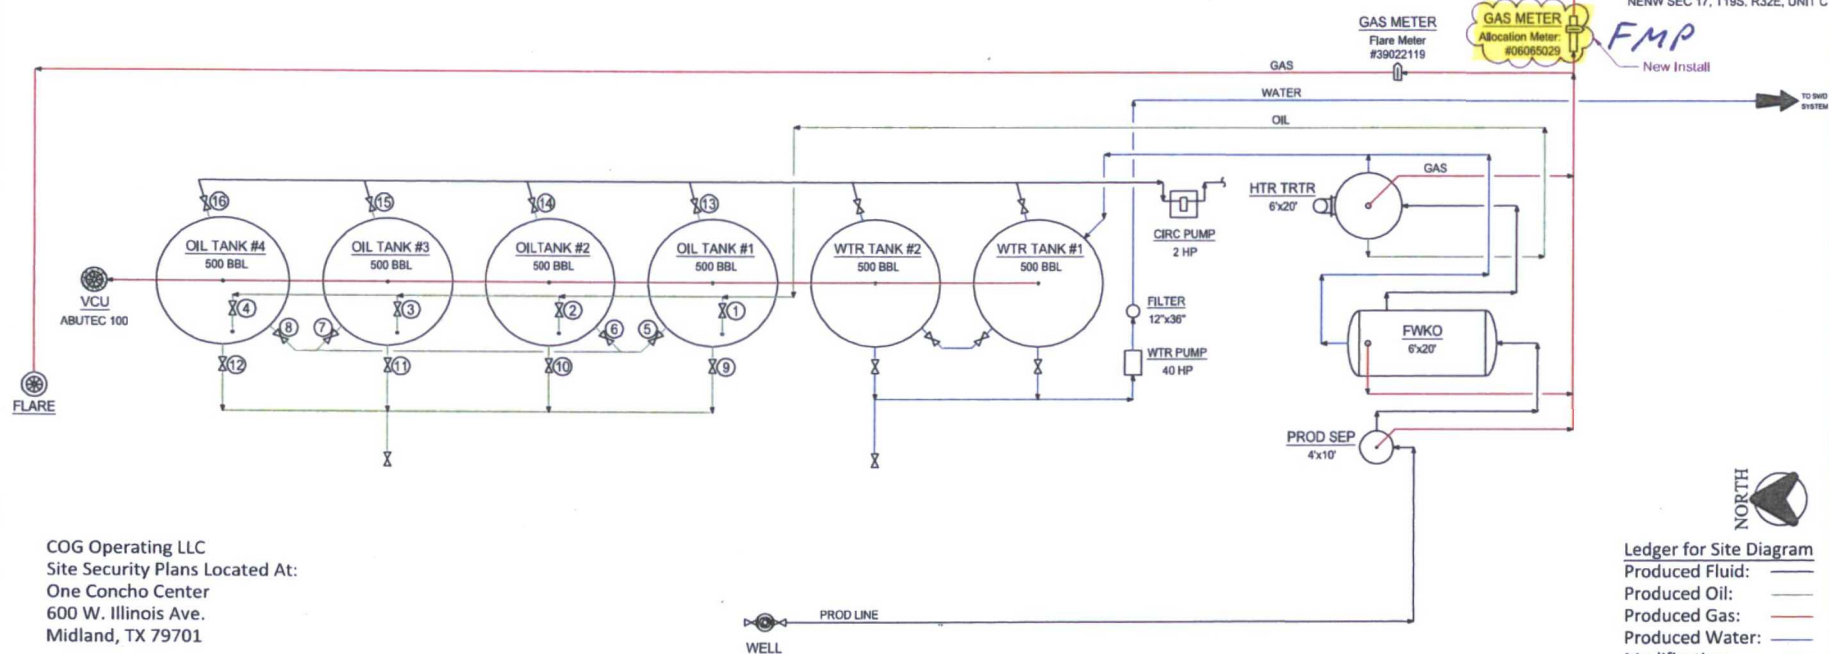 NENW SEC 17, T19S, R32E, UNIT C
GAS METER
Flare Meter
#39022119
GAS METER
Allocation Meter:
#06065029
FMP
New Install
GAS
WATER
TO SWD
SYSTEM
OIL
GAS
HTR TRTR
6'x20'
16
15
14
13
CIRC PUMP
2 HP
OIL TANK #4
500 BBL
OIL TANK #3
500 BBL
OILTANK #2
500 BBL
OIL TANK #1
500 BBL
WTR TANK #2
500 BBL
WTR TANK #1
500 BBL
VCU
ABUTEC 100
4
3
2
1
8
7
6
5
FILTER
12"x36"
FWKO
6'x20'
WTR PUMP
40 HP
12
11
10
9
FLARE
PROD SEP
4'x10'
NORTH
COG Operating LLC
Site Security Plans Located At:
One Concho Center
600 W. Illinois Ave.
Midland, TX 79701
PROD LINE
WELL
Ledger for Site Diagram
Produced Fluid:
Produced Oil:
Produced Gas:
Produced Water: